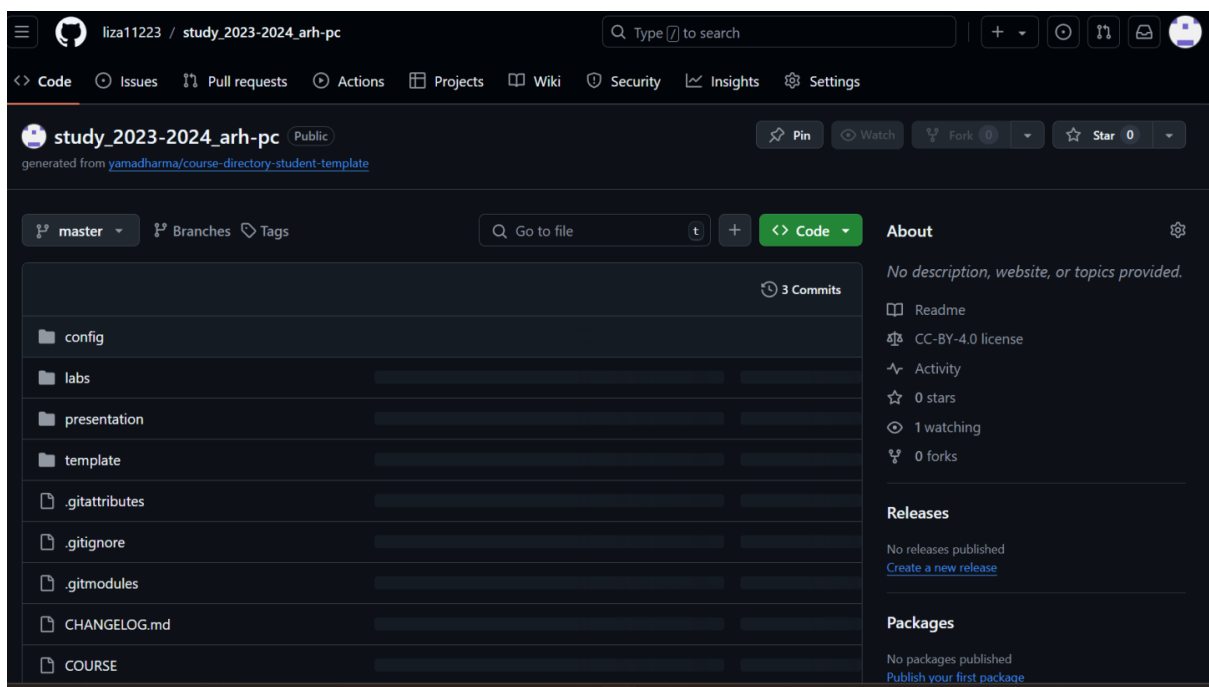 liza11223 / study_2023-2024_arh-pc
Type / to search
Code Issues Pull requests Actions Projects Wiki Security Insights Settings
study_2023-2024_arh-pc Public
Pin Watch Fork 0 Star 0
generated from yamadharma/course-directory-student-template
master Branches Tags Go to file t + Code
About
No description, website, or topics provided.
3 Commits
Readme
config
CC-BY-4.0 license
labs
Activity
0 stars
presentation
1 watching
template
0 forks
.gitattributes
Releases
.gitignore
No releases published
Create a new release
.gitmodules
CHANGELOG.md
Packages
COURSE
No packages published
Publish your first package